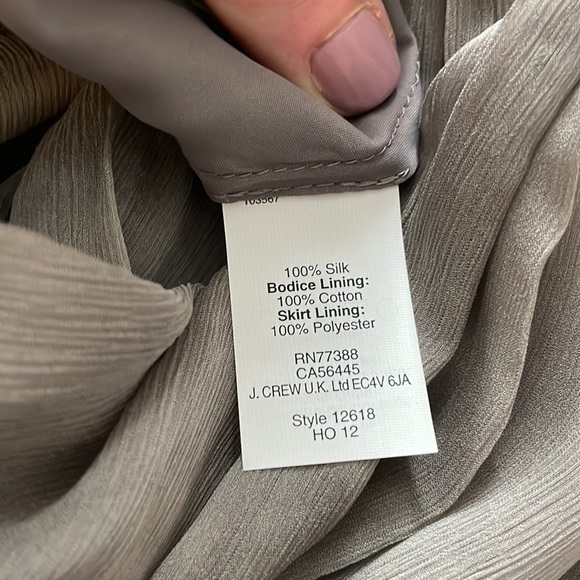 103567
100% Silk
Bodice Lining:
100% Cotton
Skirt Lining:
100% Polyester
RN77388
CA56445
J. CREW U.K. Ltd EC4V 6JA
Style 12618
HO 12